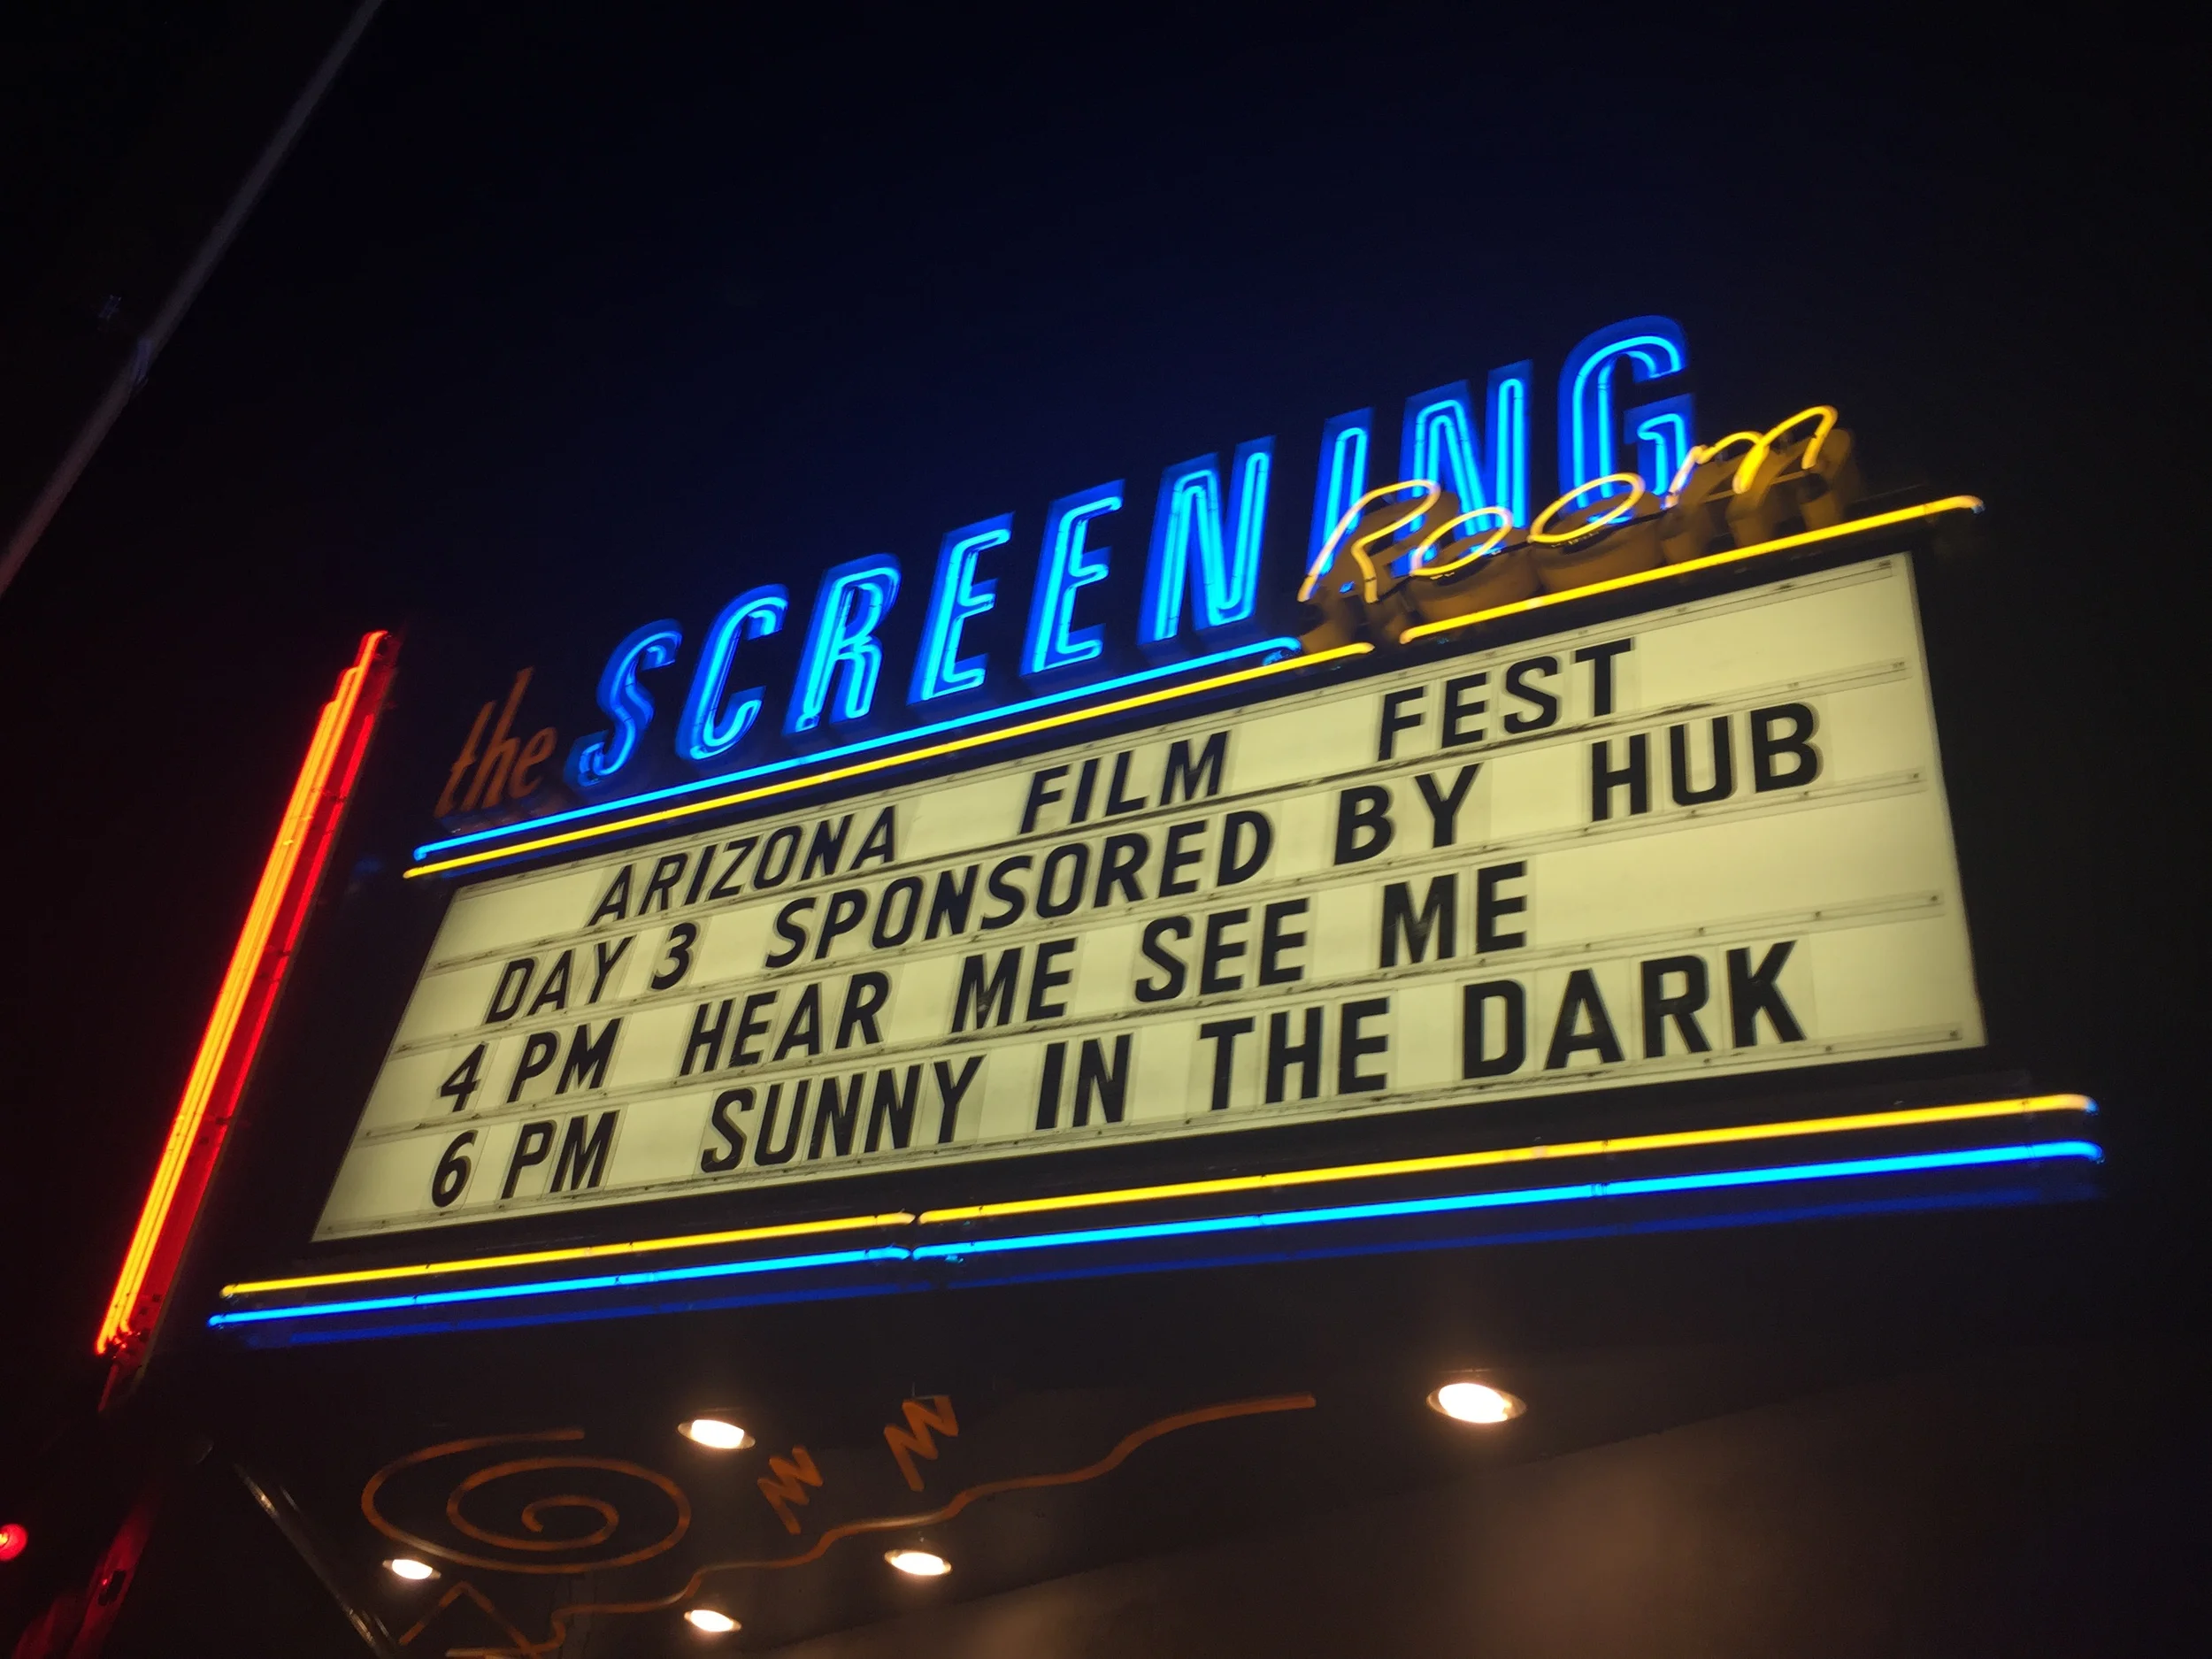 the SCREENING
Room
ARIZONA FILM FEST
DAY 3 SPONSORED BY HUB
4 PM HEAR ME SEE ME
6 PM SUNNY IN THE DARK